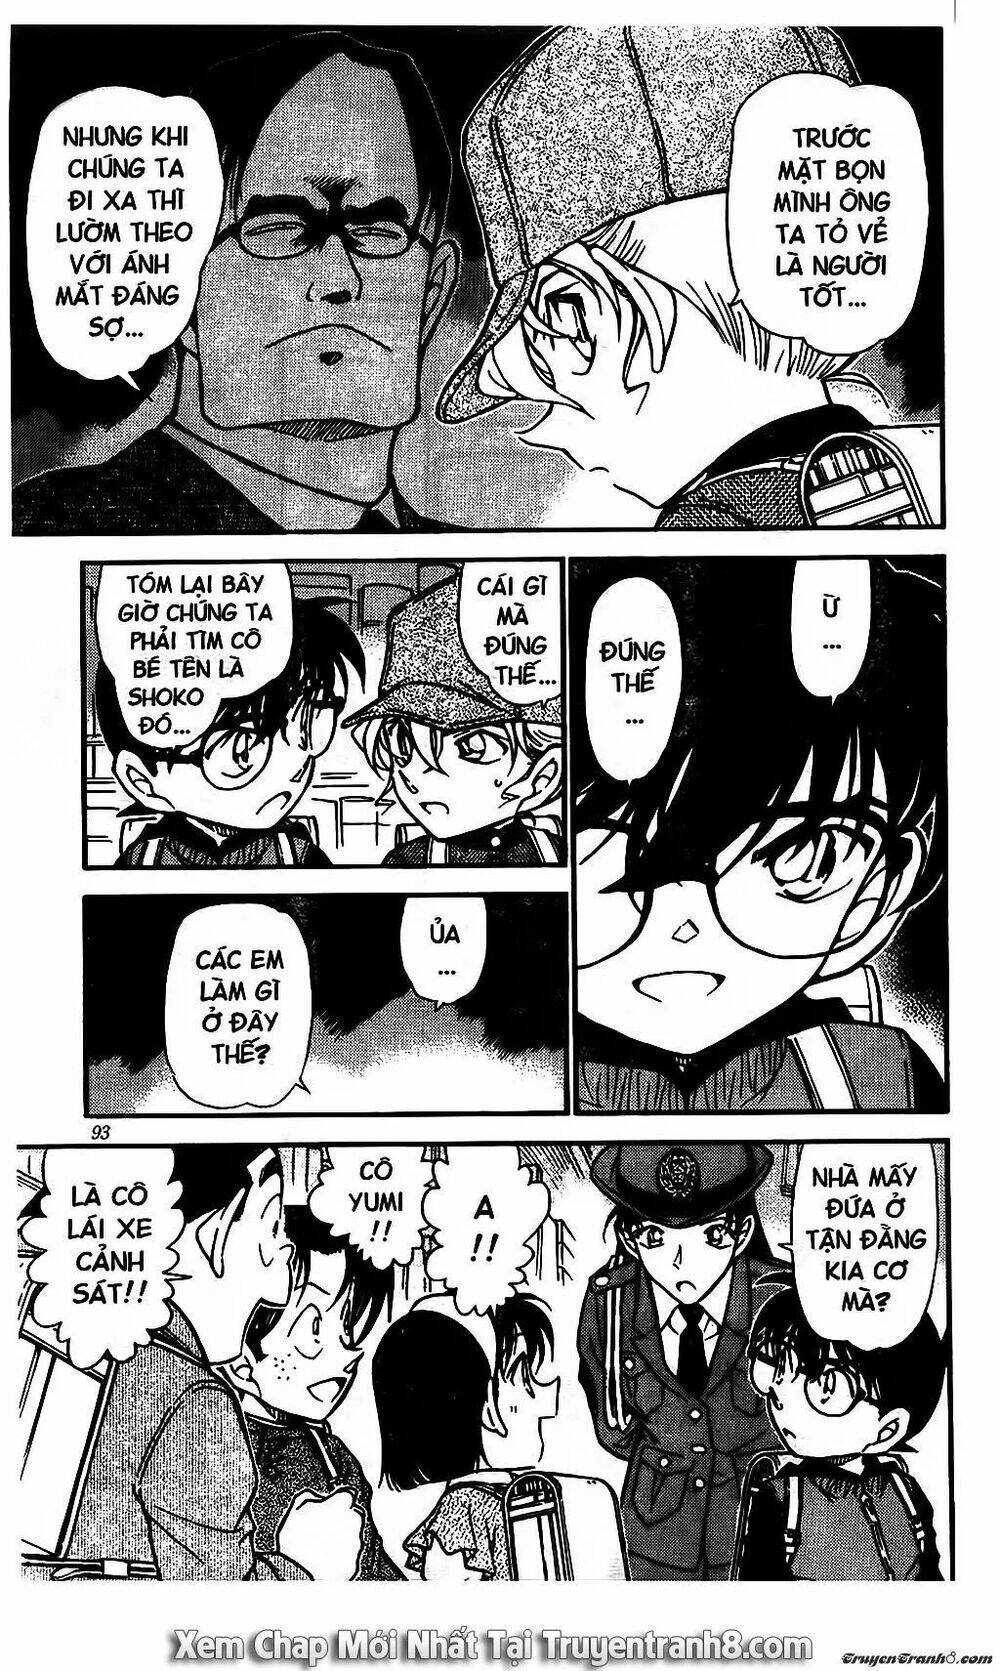 TRƯỚC
MẶT BỌN
MÌNH ÔNG
TA TỎ VẺ
LÀ NGƯỜI
TỐT...
NHƯNG KHI
CHÚNG TA
ĐI XA THÌ
LƯỜM THEO
VỚI ÁNH
MẮT ĐÁNG
SỢ...
Ừ
...
ĐÚNG
THẾ
...
CÁI GÌ
MÀ
ĐÚNG
THẾ...
TÓM LẠI BÂY
GIỜ CHÚNG TA
PHẢI TÌM CÔ
BÉ TÊN LÀ
SHOKO
ĐÓ...
ỦA
...
CÁC EM
LÀM GÌ
Ở ĐÂY
THẾ?
93
NHÀ MẤY
ĐỨA Ở
TẬN ĐẰNG
KIA CƠ
MÀ?
A
!!
CÔ
YUMI
!!
LÀ CÔ
LÁI XE
CẢNH
SÁT!!
Xem Chap Mới Nhất Tại Truyentranh8.com
TruyenTranh8.com